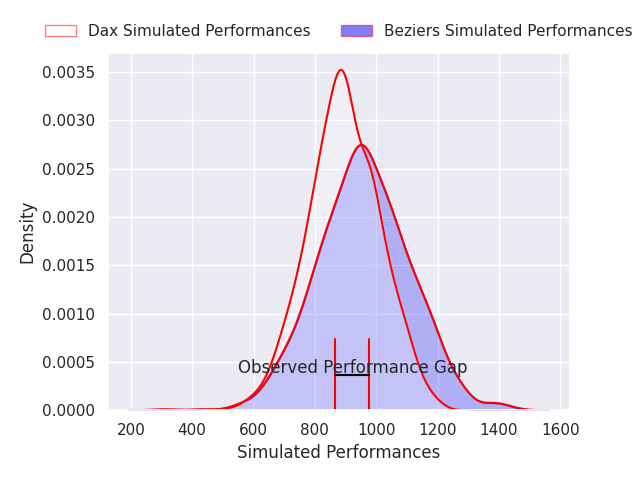 Dax Simulated Performances Beziers Simulated Performances
0.0035
0.0030
0.0025
0.0020
0.0015
0.0010
0.0005
0.0000
Density
Observed Performance Gap
200 400 600 800 1000 1200 1400 1600
Simulated Performances